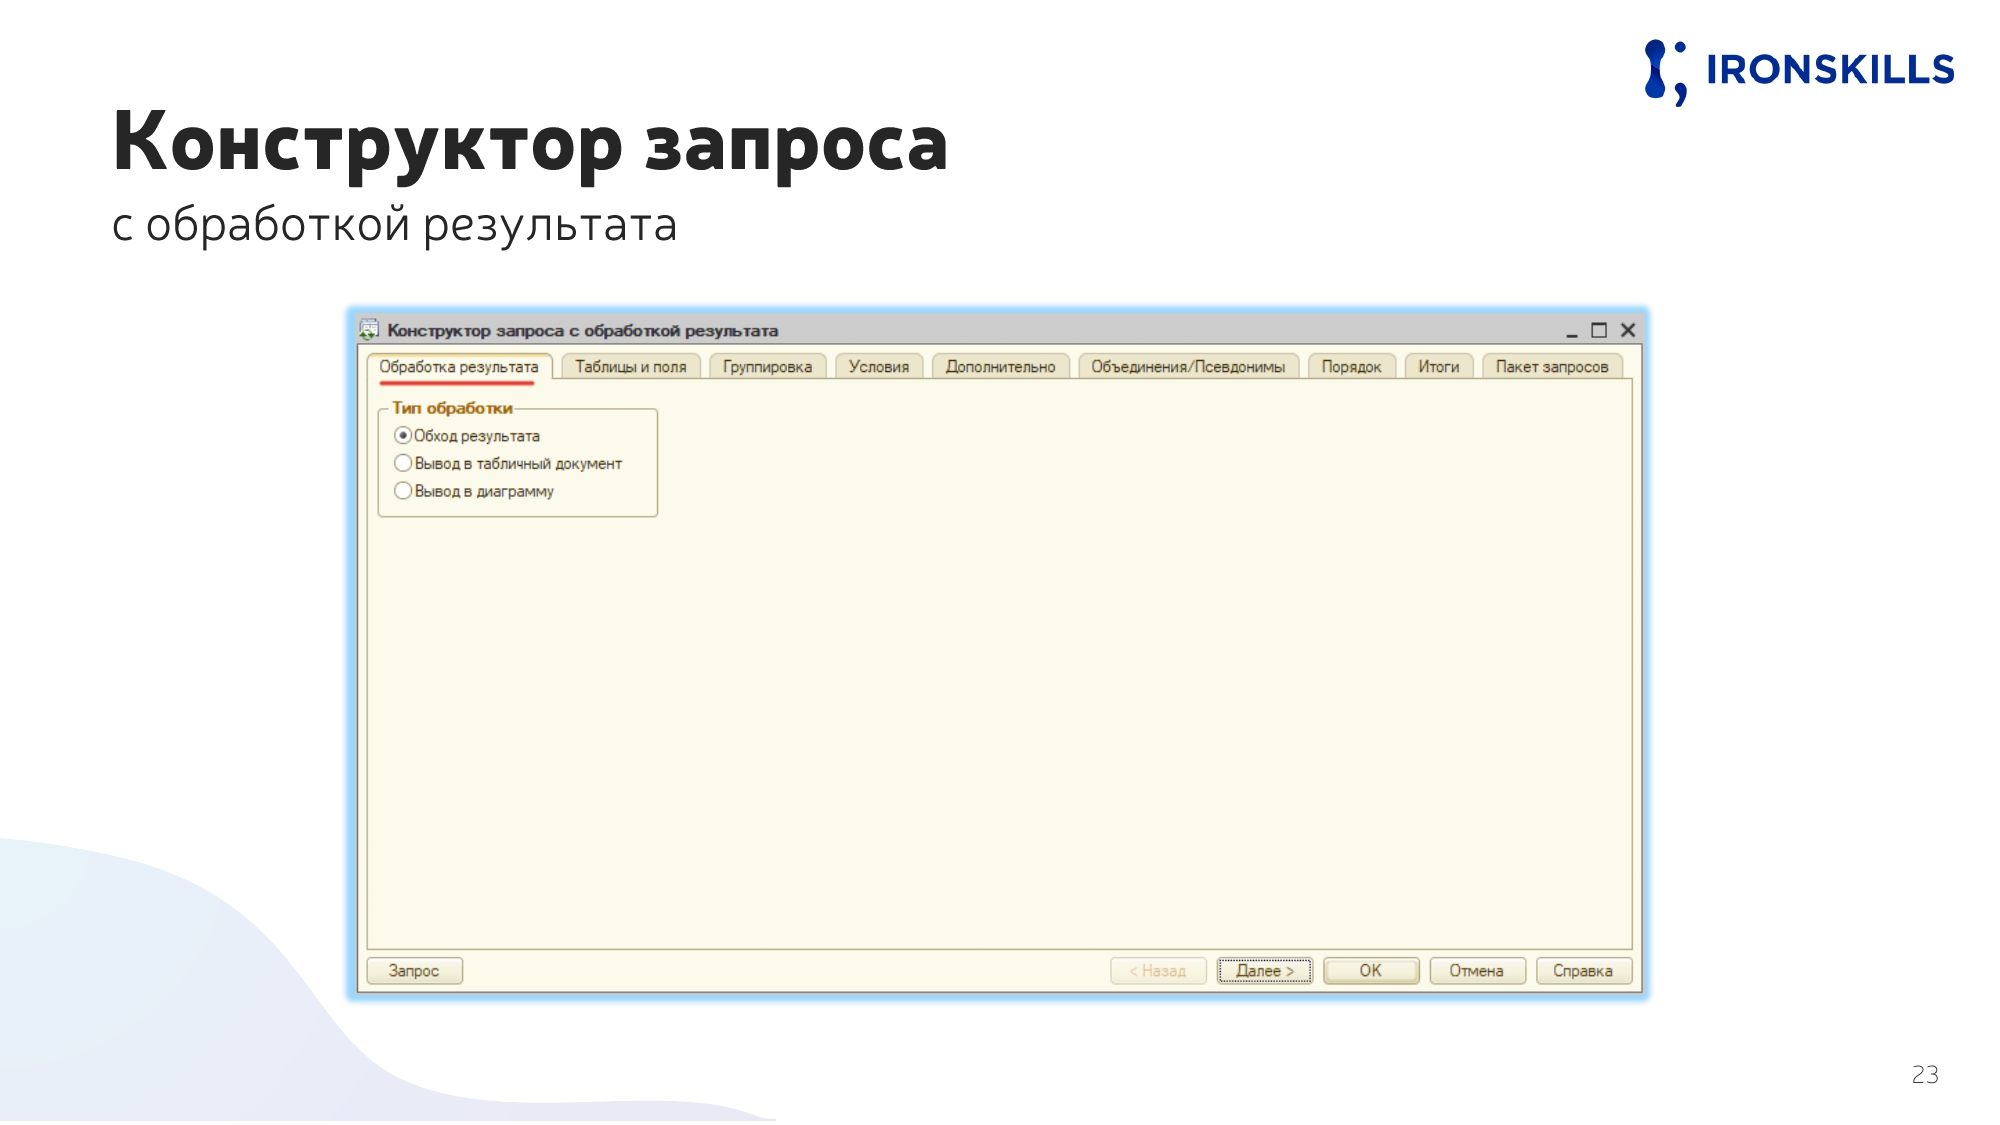 IRONSKILLS
Конструктор запроса
с обработкой результата
Конструктор запроса с обработкой результата
Обработка результата Таблицы и поля Группировка Условия Дополнительно Объединения/Псевдонимы Порядок Итоги Пакет запросов
Тип обработки
Обход результата
Вывод в табличный документ
Вывод в диаграмму
Запрос < Назад Далее > ОК Отмена Справка
23